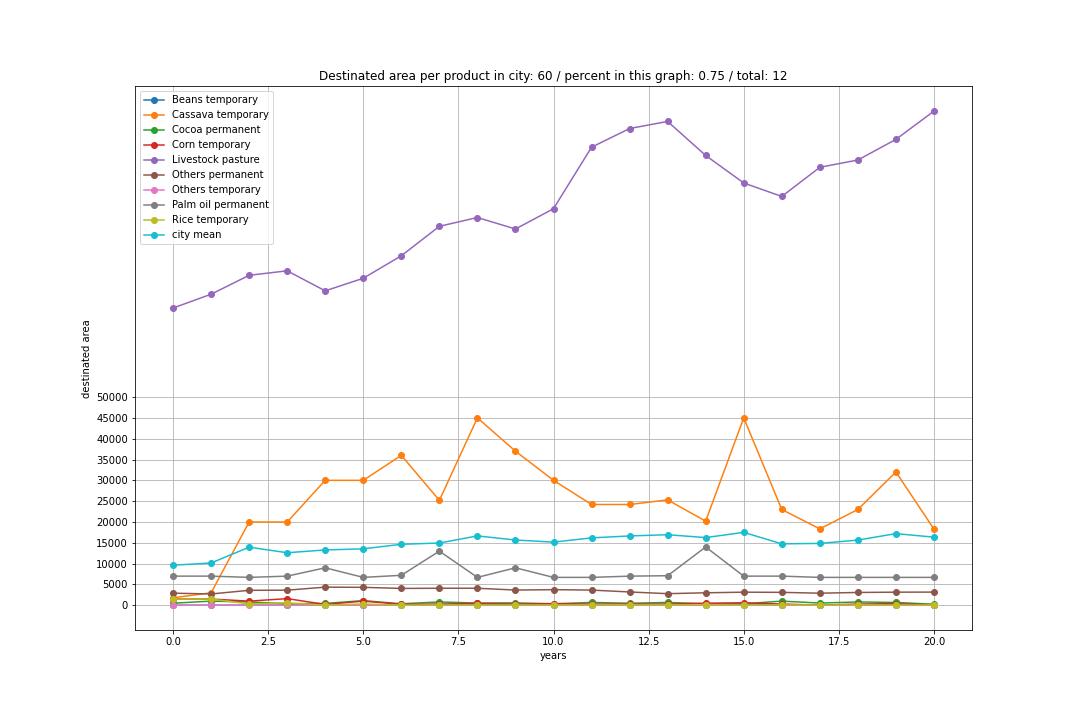 Destinated area per product in city: 60 / percent in this graph: 0.75 / total: 12
Beans temporary
Cassava temporary
Cocoa permanent
Corn temporary
Livestock pasture
Others permanent
Others temporary
Palm oil permanent
Rice temporary
city mean
destinated area
50000
45000
40000
35000
30000
25000
20000
15000
10000
5000
0
0.0 2.5 5.0 7.5 10.0 12.5 15.0 17.5 20.0
years